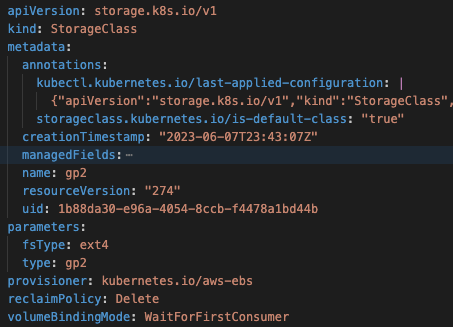 apiVersion: storage.k8s.io/v1
kind: StorageClass
metadata:
  annotations:
    kubectl.kubernetes.io/last-applied-configuration: |
      {"apiVersion":"storage.k8s.io/v1","kind":"StorageClass",
    storageclass.kubernetes.io/is-default-class: "true"
  creationTimestamp: "2023-06-07T23:43:07Z"
  managedFields:…
  name: gp2
  resourceVersion: "274"
  uid: 1b88da30-e96a-4054-8ccb-f4478a1bd44b
parameters:
  fsType: ext4
  type: gp2
provisioner: kubernetes.io/aws-ebs
reclaimPolicy: Delete
volumeBindingMode: WaitForFirstConsumer